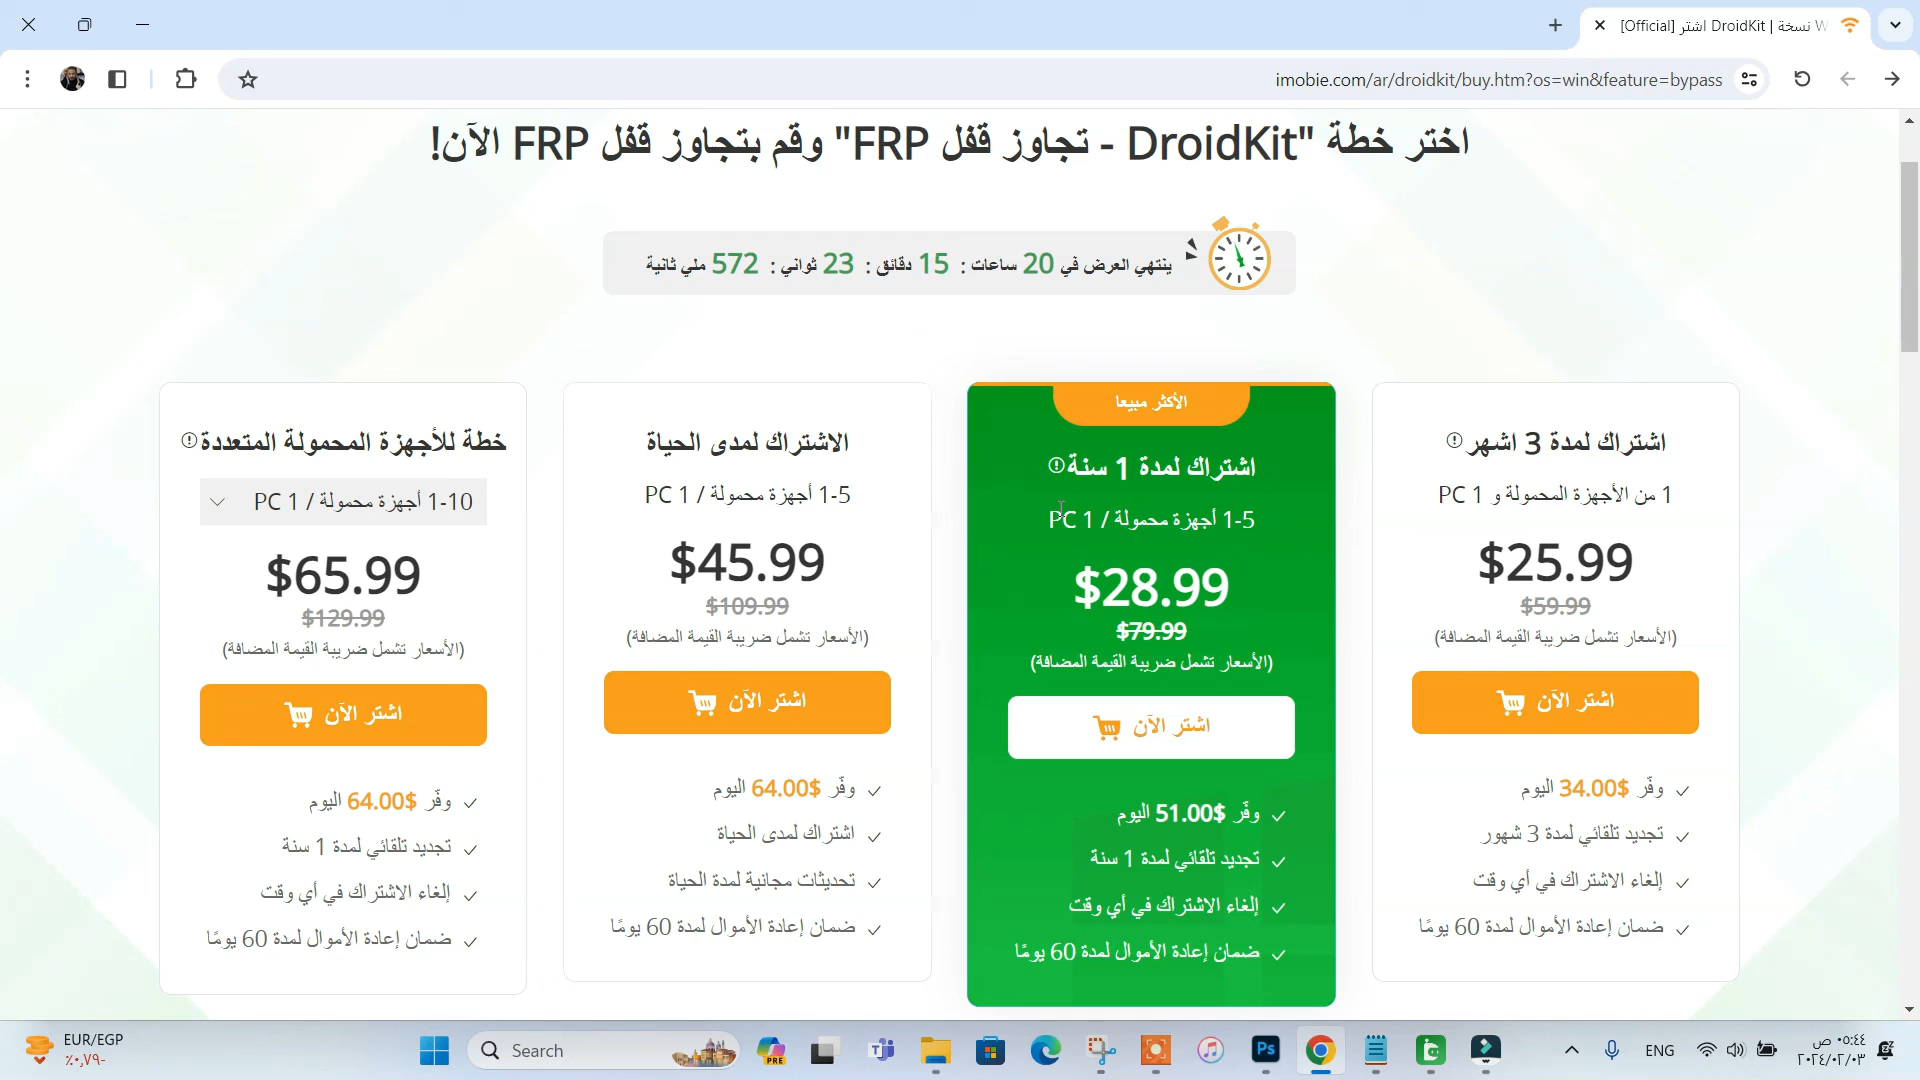 [Official] اشتر DroidKit | نسخة W
imobie.com/ar/droidkit/buy.htm?os=win&feature=bypass
اختر خطة "DroidKit - تجاوز قفل FRP" وقم بتجاوز قفل FRP الآن!
ينتهي العرض في 20 ساعات : 15 دقائق : 23 ثواني : 572 ملي ثانية
اشتراك لمدة 3 اشهر
1 من الأجهزة المحمولة و 1 PC
$25.99
$59.99
(الأسعار تشمل ضريبة القيمة المضافة)
اشتر الآن
وفّر $34.00 اليوم
تجديد تلقائي لمدة 3 شهور
إلغاء الاشتراك في أي وقت
ضمان إعادة الأموال لمدة 60 يومًا
الأكثر مبيعا
اشتراك لمدة 1 سنة
1-5 أجهزة محمولة / 1 PC
$28.99
$79.99
(الأسعار تشمل ضريبة القيمة المضافة)
اشتر الآن
وفّر $51.00 اليوم
تجديد تلقائي لمدة 1 سنة
إلغاء الاشتراك في أي وقت
ضمان إعادة الأموال لمدة 60 يومًا
الاشتراك لمدى الحياة
1-5 أجهزة محمولة / 1 PC
$45.99
$109.99
(الأسعار تشمل ضريبة القيمة المضافة)
اشتر الآن
وفّر $64.00 اليوم
اشتراك لمدى الحياة
تحديثات مجانية لمدة الحياة
ضمان إعادة الأموال لمدة 60 يومًا
خطة للأجهزة المحمولة المتعددة
1-10 أجهزة محمولة / 1 PC
$65.99
$129.99
(الأسعار تشمل ضريبة القيمة المضافة)
اشتر الآن
وفّر $64.00 اليوم
تجديد تلقائي لمدة 1 سنة
إلغاء الاشتراك في أي وقت
ضمان إعادة الأموال لمدة 60 يومًا
EUR/EGP
-٠,٧٩٪
Search
PRE
Ps
ENG
٠٥:٤٤ ص
٢٠٢٤/٠٢/٠٣